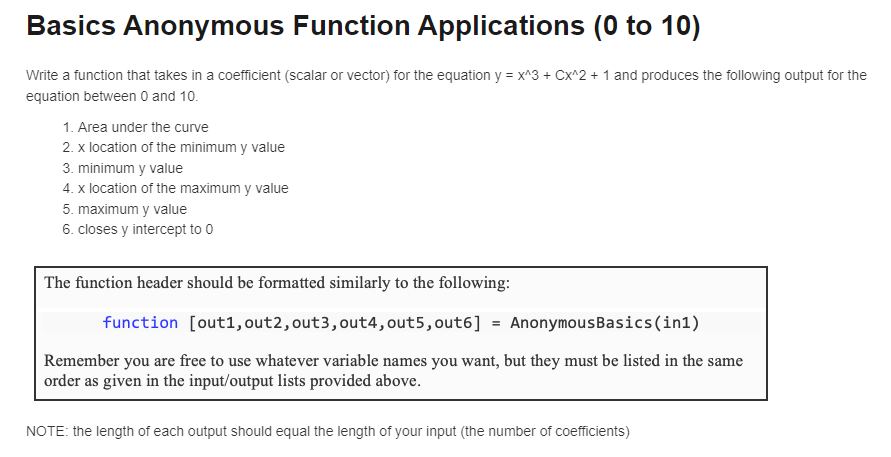 Basics Anonymous Function Applications (0 to 10)
Write a function that takes in a coefficient (scalar or vector) for the equation y = x^3 + Cx^2 + 1 and produces the following output for the
equation between 0 and 10.
1. Area under the curve
2. x location of the minimum y value
3. minimum y value
4. x location of the maximum y value
5. maximum y value
6. closes y intercept to 0
The function header should be formatted similarly to the following:
function [out1,out2,out3,out4,out5,out6] = AnonymousBasics(in1)
Remember you are free to use whatever variable names you want, but they must be listed in the same
order as given in the input/output lists provided above.
NOTE: the length of each output should equal the length of your input (the number of coefficients)